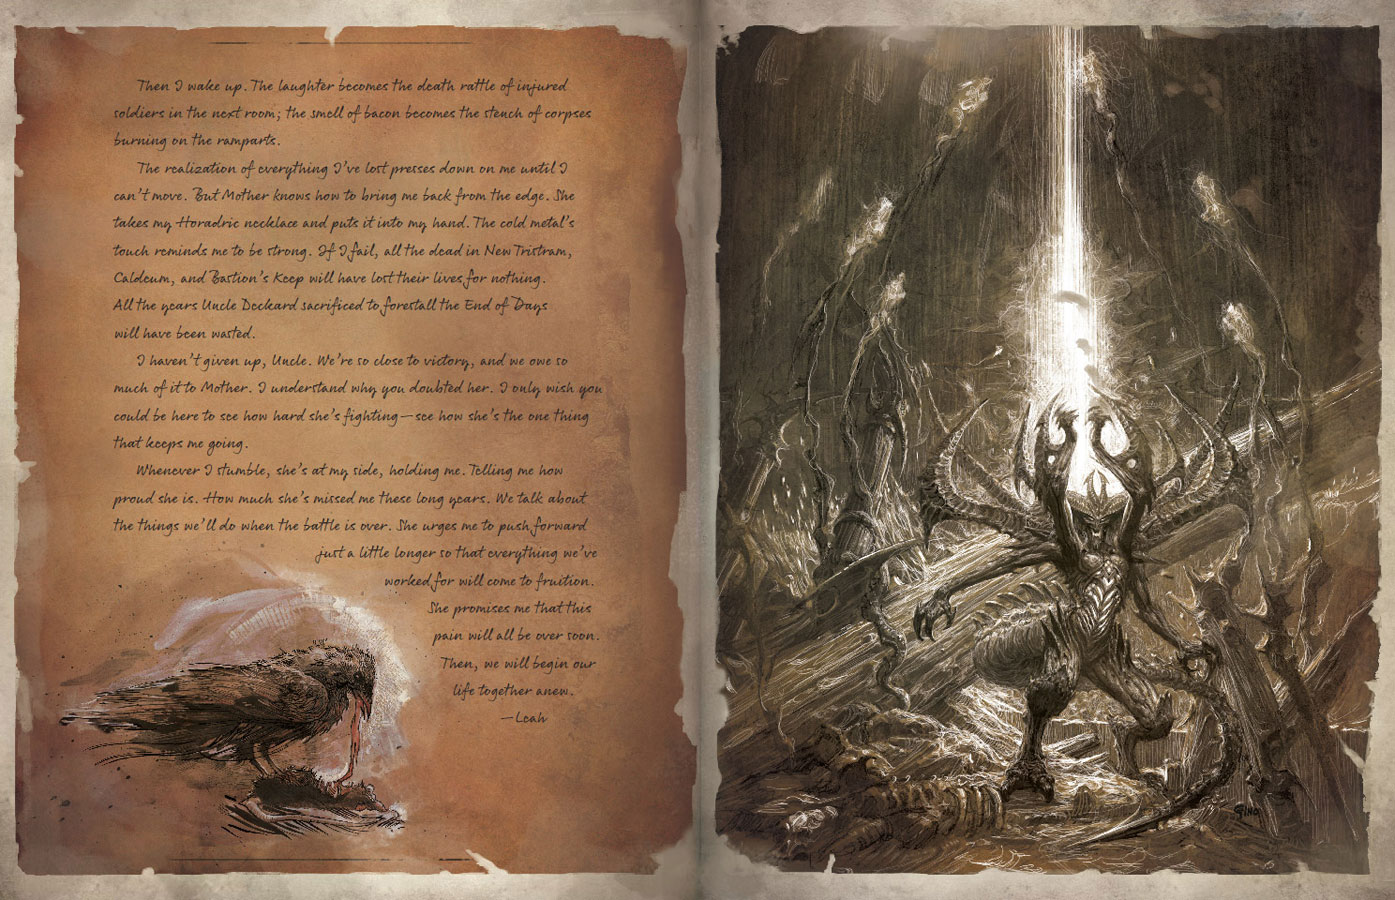 Then I wake up. The laughter becomes the death rattle of injured
soldiers in the next room; the smell of bacon becomes the stench of corpses
burning on the ramparts.
The realization of everything I've lost presses down on me until I
can't move. But Mother knows how to bring me back from the edge. She
takes my Horadric necklace and puts it into my hand. The cold metal's
touch reminds me to be strong. If I fail, all the dead in New Tristram,
Caldeum, and Bastion's Keep will have lost their lives for nothing.
All the years Uncle Deckard sacrificed to forestall the End of Days
will have been wasted.
I haven't given up, Uncle. We're so close to victory, and we owe so
much of it to Mother. I understand why you doubted her. I only wish you
could be here to see how hard she's fighting—see how she's the one thing
that keeps me going.
Whenever I stumble, she's at my side, holding me. Telling me how
proud she is. How much she's missed me these long years. We talk about
the things we'll do when the battle is over. She urges me to push forward
just a little longer so that everything we've
worked for will come to fruition.
She promises me that this
pain will all be over soon.
Then, we will begin our
life together anew.
—Leah